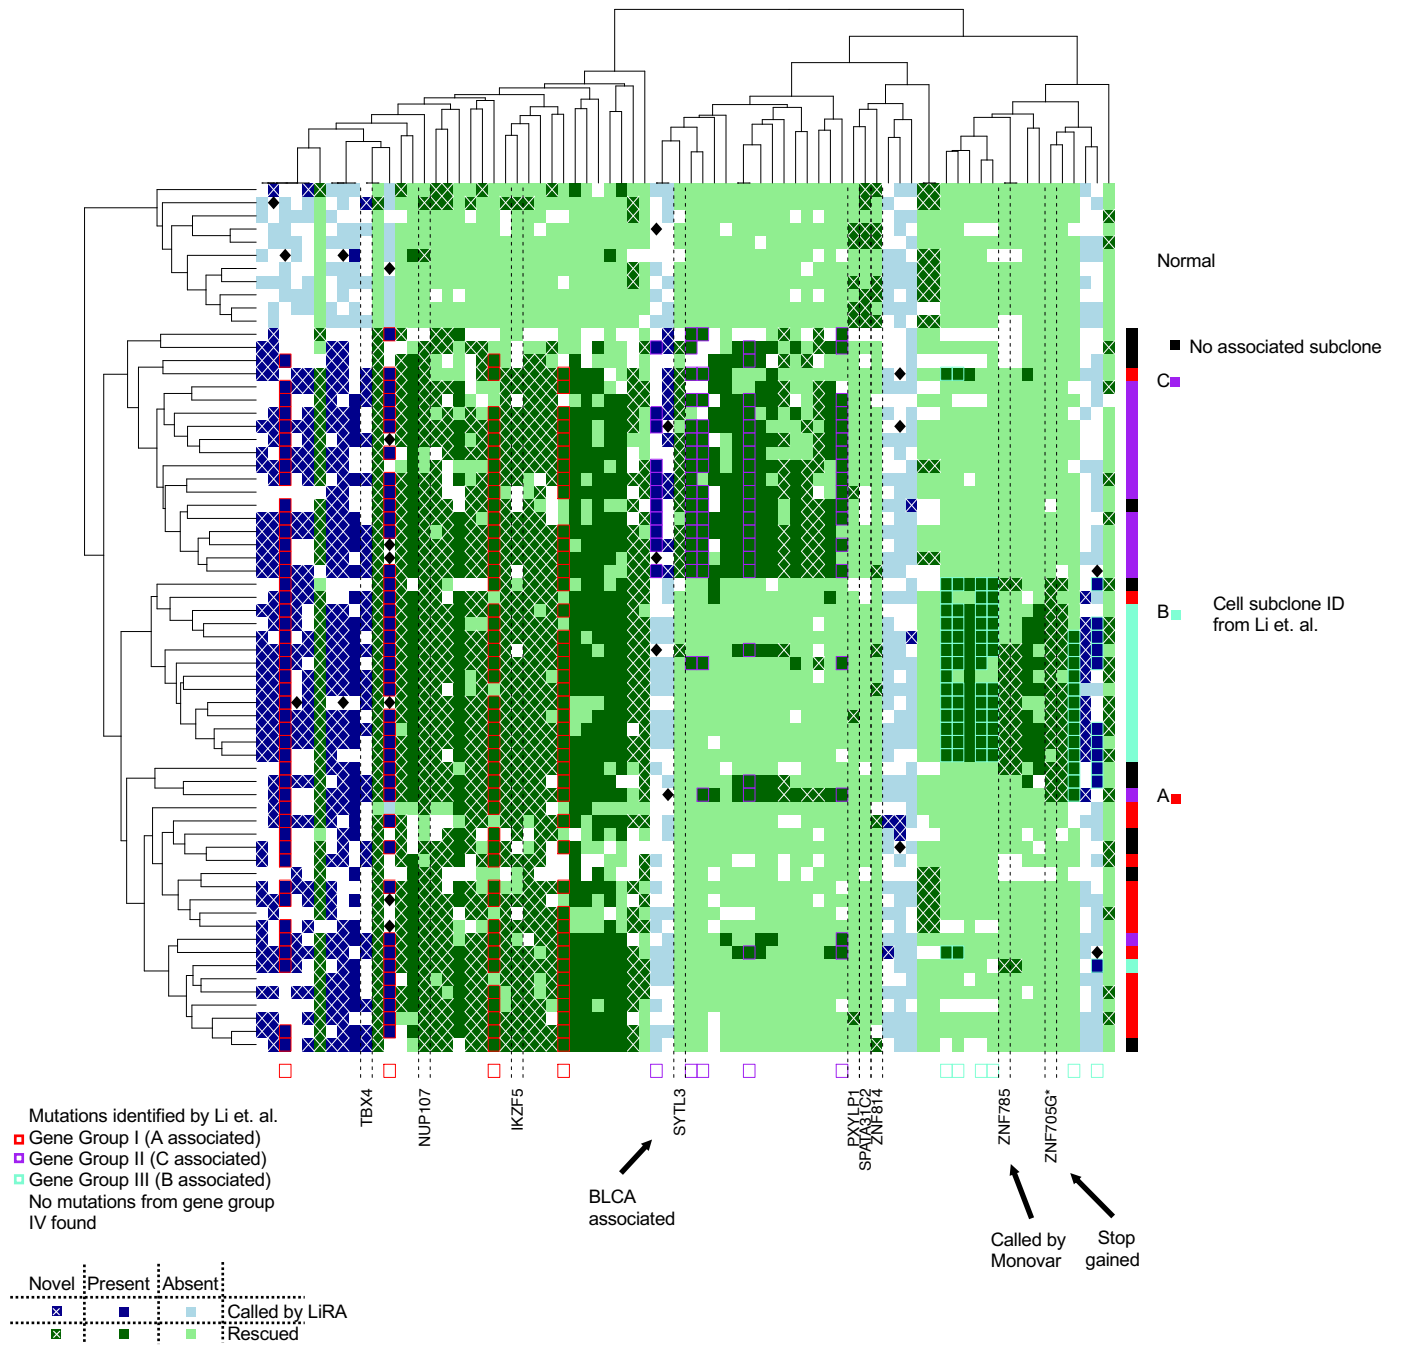 Normal
No associated subclone
C
B
Cell subclone ID
from Li et. al.
A
TBX4
NUP107
IKZF5
SYTL3
PXYLP1
SPATA31C2
ZNF814
ZNF785
ZNF705G*
Mutations identified by Li et. al.
Gene Group I (A associated)
Gene Group II (C associated)
Gene Group III (B associated)
No mutations from gene group
IV found
BLCA
associated
Called by
Monovar
Stop
gained
Novel Present Absent
Called by LiRA
Rescued